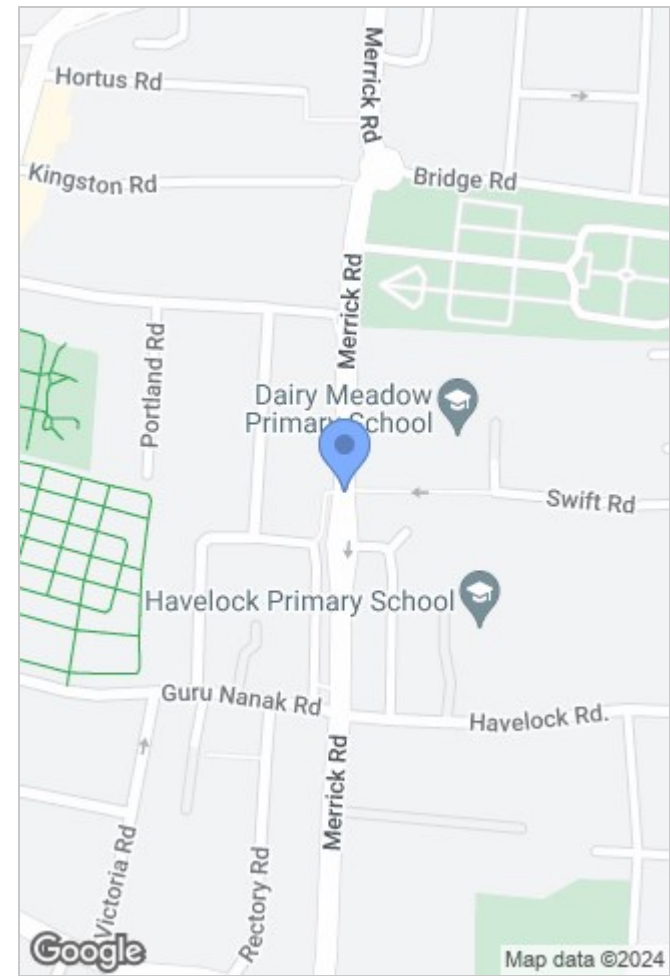 Merrick Rd
Hortus Rd
Kingston Rd
Bridge Rd
Merrick Rd
Portland Rd
Dairy Meadow
Primary School
Swift Rd
Havelock Primary School
Guru Nanak Rd
Havelock Rd.
Merrick Rd
Victoria Rd
Rectory Rd
Google
Map data ©2024